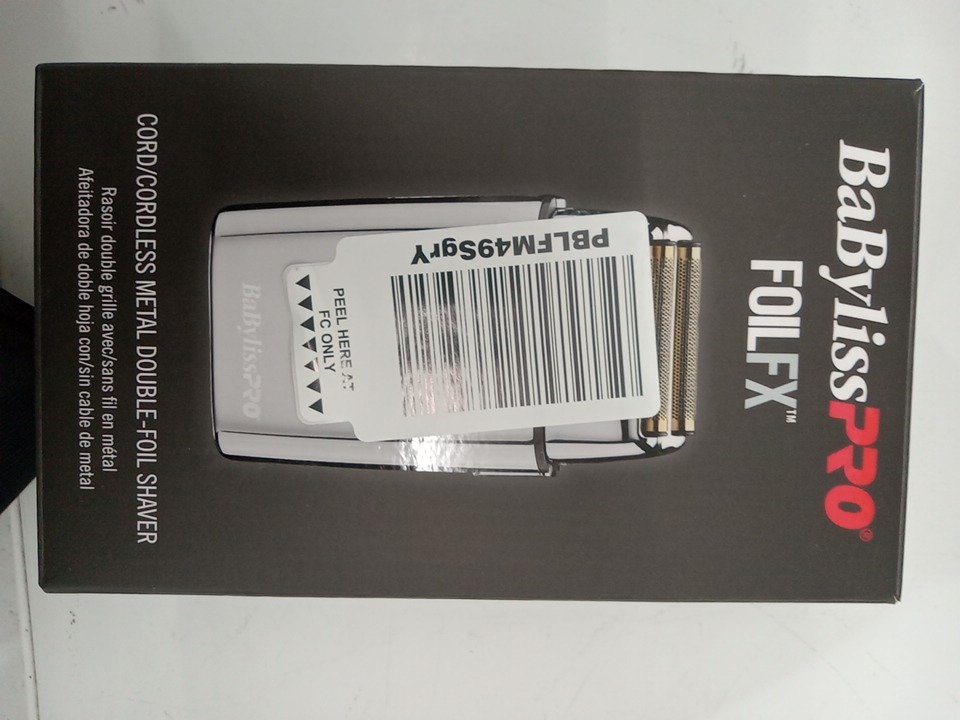 BaBylissPRO®
FOILFX™
PBLFM49SgrY
PEEL HERE AT
FC ONLY
BaBylissPRO
CORD/CORDLESS METAL DOUBLE-FOIL SHAVER
Rasoir double grille avec/sans fil en métal
Afeitadora de doble hoja con/sin cable de metal